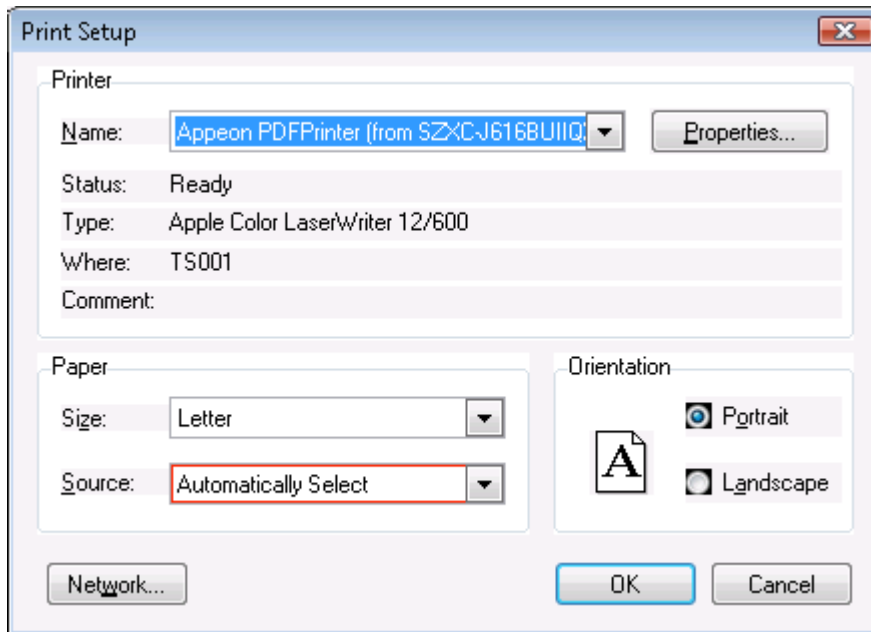 Print Setup
Printer
Name: Appeon PDFPrinter (from SZXC-J616BUIIQ Properties...
Status: Ready
Type: Apple Color LaserWriter 12/600
Where: TS001
Comment:
Paper
Size: Letter
Source: Automatically Select
Orientation
A
Portrait
Landscape
Network...
OK
Cancel